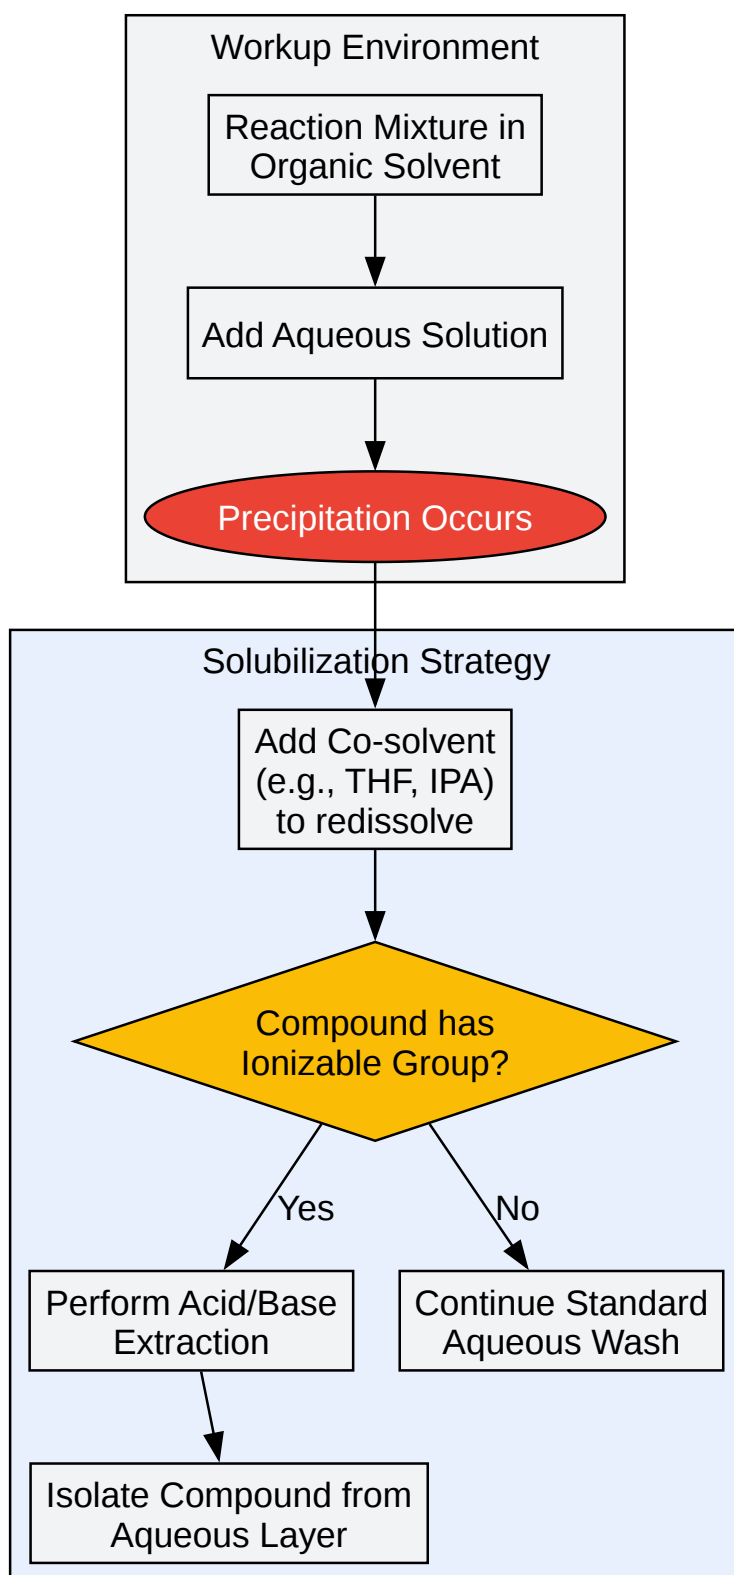 Workup Environment
Reaction Mixture in
Organic Solvent
Add Aqueous Solution
Precipitation Occurs
Solubilization Strategy
Add Co-solvent
(e.g., THF, IPA)
to redissolve
Compound has
Ionizable Group?
Yes
No
Perform Acid/Base
Extraction
Continue Standard
Aqueous Wash
Isolate Compound from
Aqueous Layer